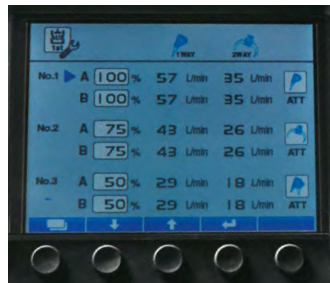 1st
1WAY 2WAY
No.1 A 100 % 57 L/min 35 L/min
B 100 % 57 L/min 35 L/min ATT
No.2 A 75 % 43 L/min 26 L/min
B 75 % 43 L/min 26 L/min ATT
No.3 A 50 % 29 L/min 18 L/min
B 50 % 29 L/min 18 L/min ATT